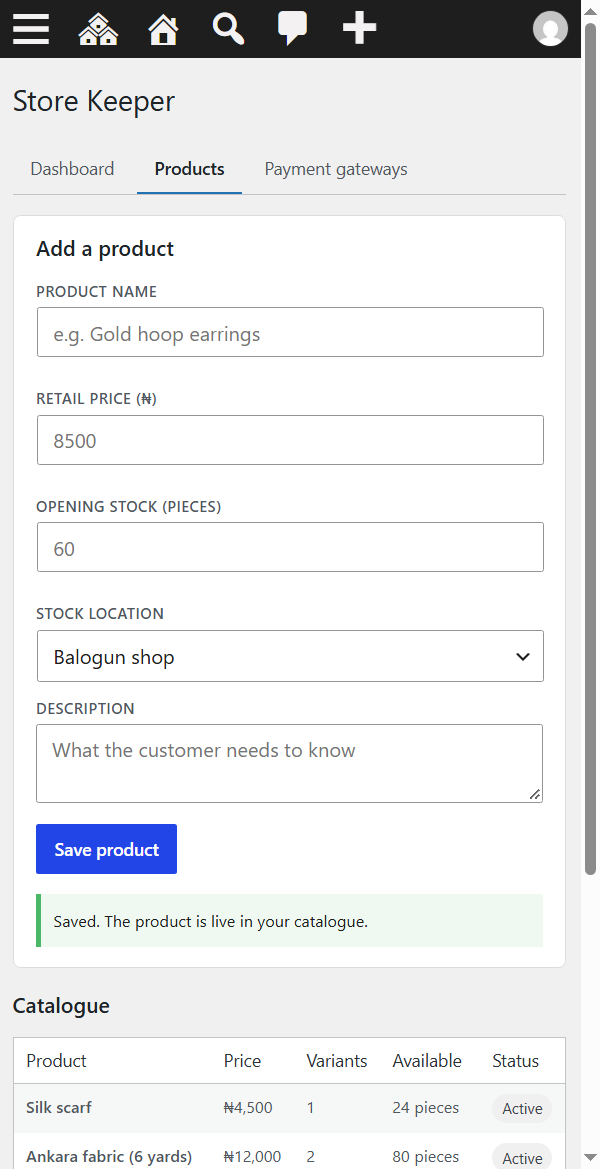 Store Keeper
Dashboard Products Payment gateways
Add a product
PRODUCT NAME
e.g. Gold hoop earrings
RETAIL PRICE (₦)
8500
OPENING STOCK (PIECES)
60
STOCK LOCATION
Balogun shop
DESCRIPTION
What the customer needs to know
Save product
Saved. The product is live in your catalogue.
Catalogue
Product Price Variants Available Status
Silk scarf ₦4,500 1 24 pieces Active
Ankara fabric (6 yards) ₦12,000 2 80 pieces Active